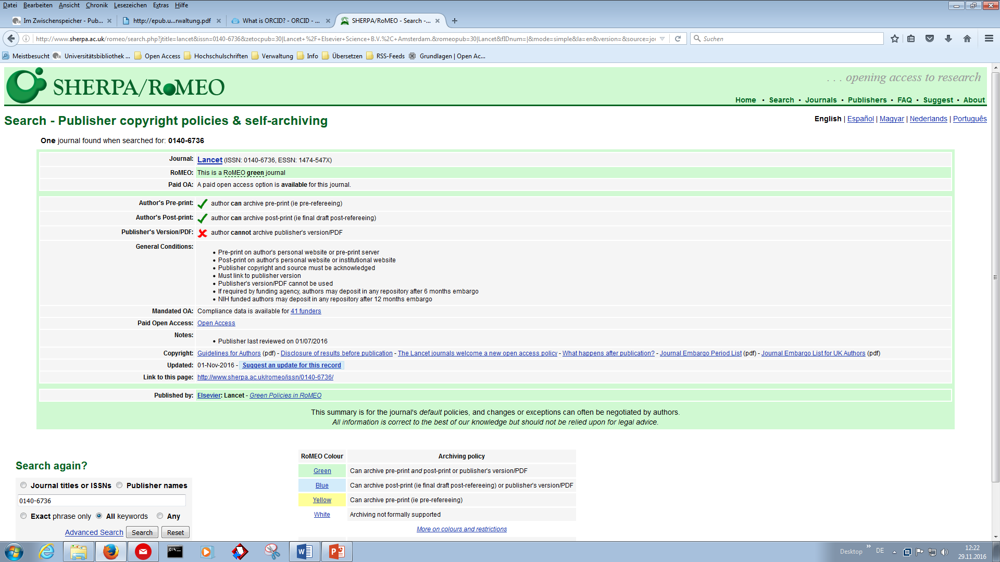 Datei Bearbeiten Ansicht Chronik Lesezeichen Extras Hilfe
Im Zwischenspeicher - Pub... http://epub.u...rwaltung.pdf What is ORCID? - ORCID - ... SHERPA/RoMEO - Search -...
http://www.sherpa.ac.uk/romeo/search.php?jtitle=lancet&issn=0140-6736&zetocpub=30|Lancet+%2F+Elsevier+Science+B.V.%2C+Amsterdam.&romeopub=30|Lancet&fIDnum=|&mode=simple&la=en&version=&source=jou Suchen
Meistbesucht Universitätsbibliothek ... Open Access Hochschulschriften Verwaltung Info Übersetzen RSS-Feeds Grundlagen | Open Ac...
SHERPA/RoMEO
. . . opening access to research
Home • Search • Journals • Publishers • FAQ • Suggest • About
Search - Publisher copyright policies & self-archiving
English | Español | Magyar | Nederlands | Português
One journal found when searched for: 0140-6736
Journal: Lancet (ISSN: 0140-6736, ESSN: 1474-547X)
RoMEO: This is a RoMEO green journal
Paid OA: A paid open access option is available for this journal.
Author's Pre-print: author can archive pre-print (ie pre-refereeing)
Author's Post-print: author can archive post-print (ie final draft post-refereeing)
Publisher's Version/PDF: author cannot archive publisher's version/PDF
General Conditions:
• Pre-print on author's personal website or pre-print server
• Post-print on author's personal website or institutional website
• Publisher copyright and source must be acknowledged
• Must link to publisher version
• Publisher's version/PDF cannot be used
• If required by funding agency, authors may deposit in any repository after 6 months embargo
• NIH funded authors may deposit in any repository after 12 months embargo
Mandated OA: Compliance data is available for 41 funders
Paid Open Access: Open Access
Notes:
• Publisher last reviewed on 01/07/2016
Copyright: Guidelines for Authors (pdf) - Disclosure of results before publication - The Lancet journals welcome a new open access policy - What happens after publication? - Journal Embargo Period List (pdf) - Journal Embargo List for UK Authors (pdf)
Updated: 01-Nov-2016 - Suggest an update for this record
Link to this page: http://www.sherpa.ac.uk/romeo/issn/0140-6736/
Published by: Elsevier: Lancet - Green Policies in RoMEO
This summary is for the journal's default policies, and changes or exceptions can often be negotiated by authors.
All information is correct to the best of our knowledge but should not be relied upon for legal advice.
Search again?
Journal titles or ISSNs Publisher names
0140-6736
Exact phrase only All keywords Any
Advanced Search Search Reset
RoMEO Colour Archiving policy
Green Can archive pre-print and post-print or publisher's version/PDF
Blue Can archive post-print (ie final draft post-refereeing) or publisher's version/PDF
Yellow Can archive pre-print (ie pre-refereeing)
White Archiving not formally supported
More on colours and restrictions
Desktop » DE
12:22
29.11.2016